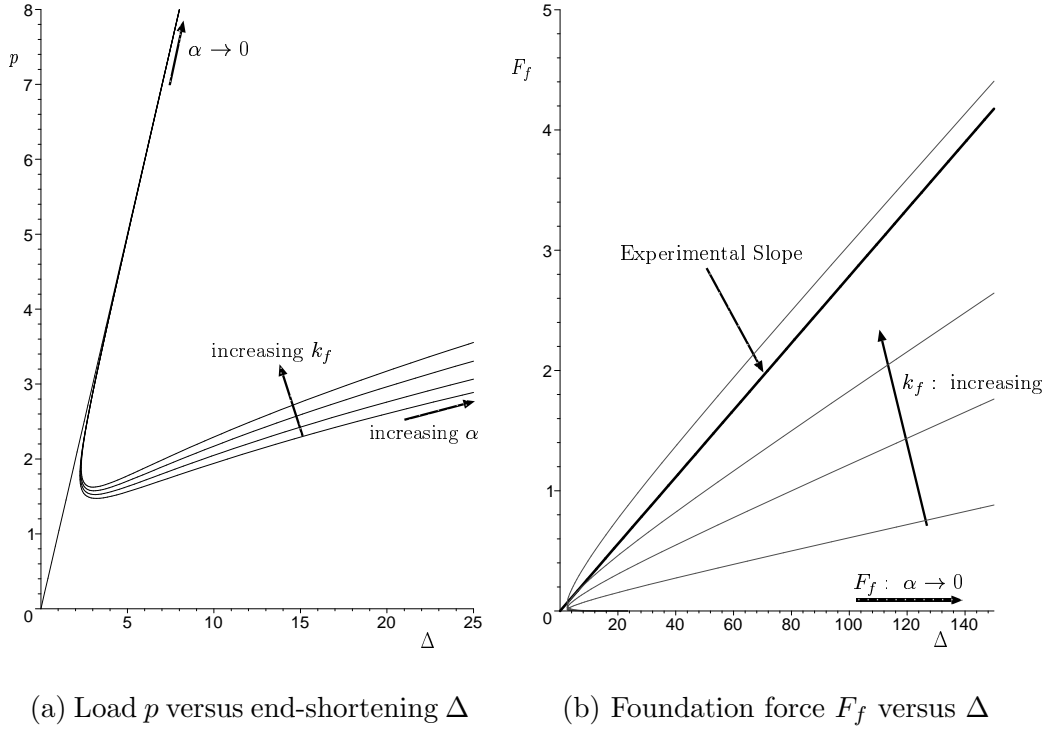 8
p
α → 0
7
6
5
4
increasing k_f
3
increasing α
2
1
0
5
10
15
20
25
Δ
(a) Load p versus end-shortening Δ
5
F_f
4
3
Experimental Slope
2
k_f : increasing
1
F_f : α → 0
0
20
40
60
80
100
120
140
Δ
(b) Foundation force F_f versus Δ